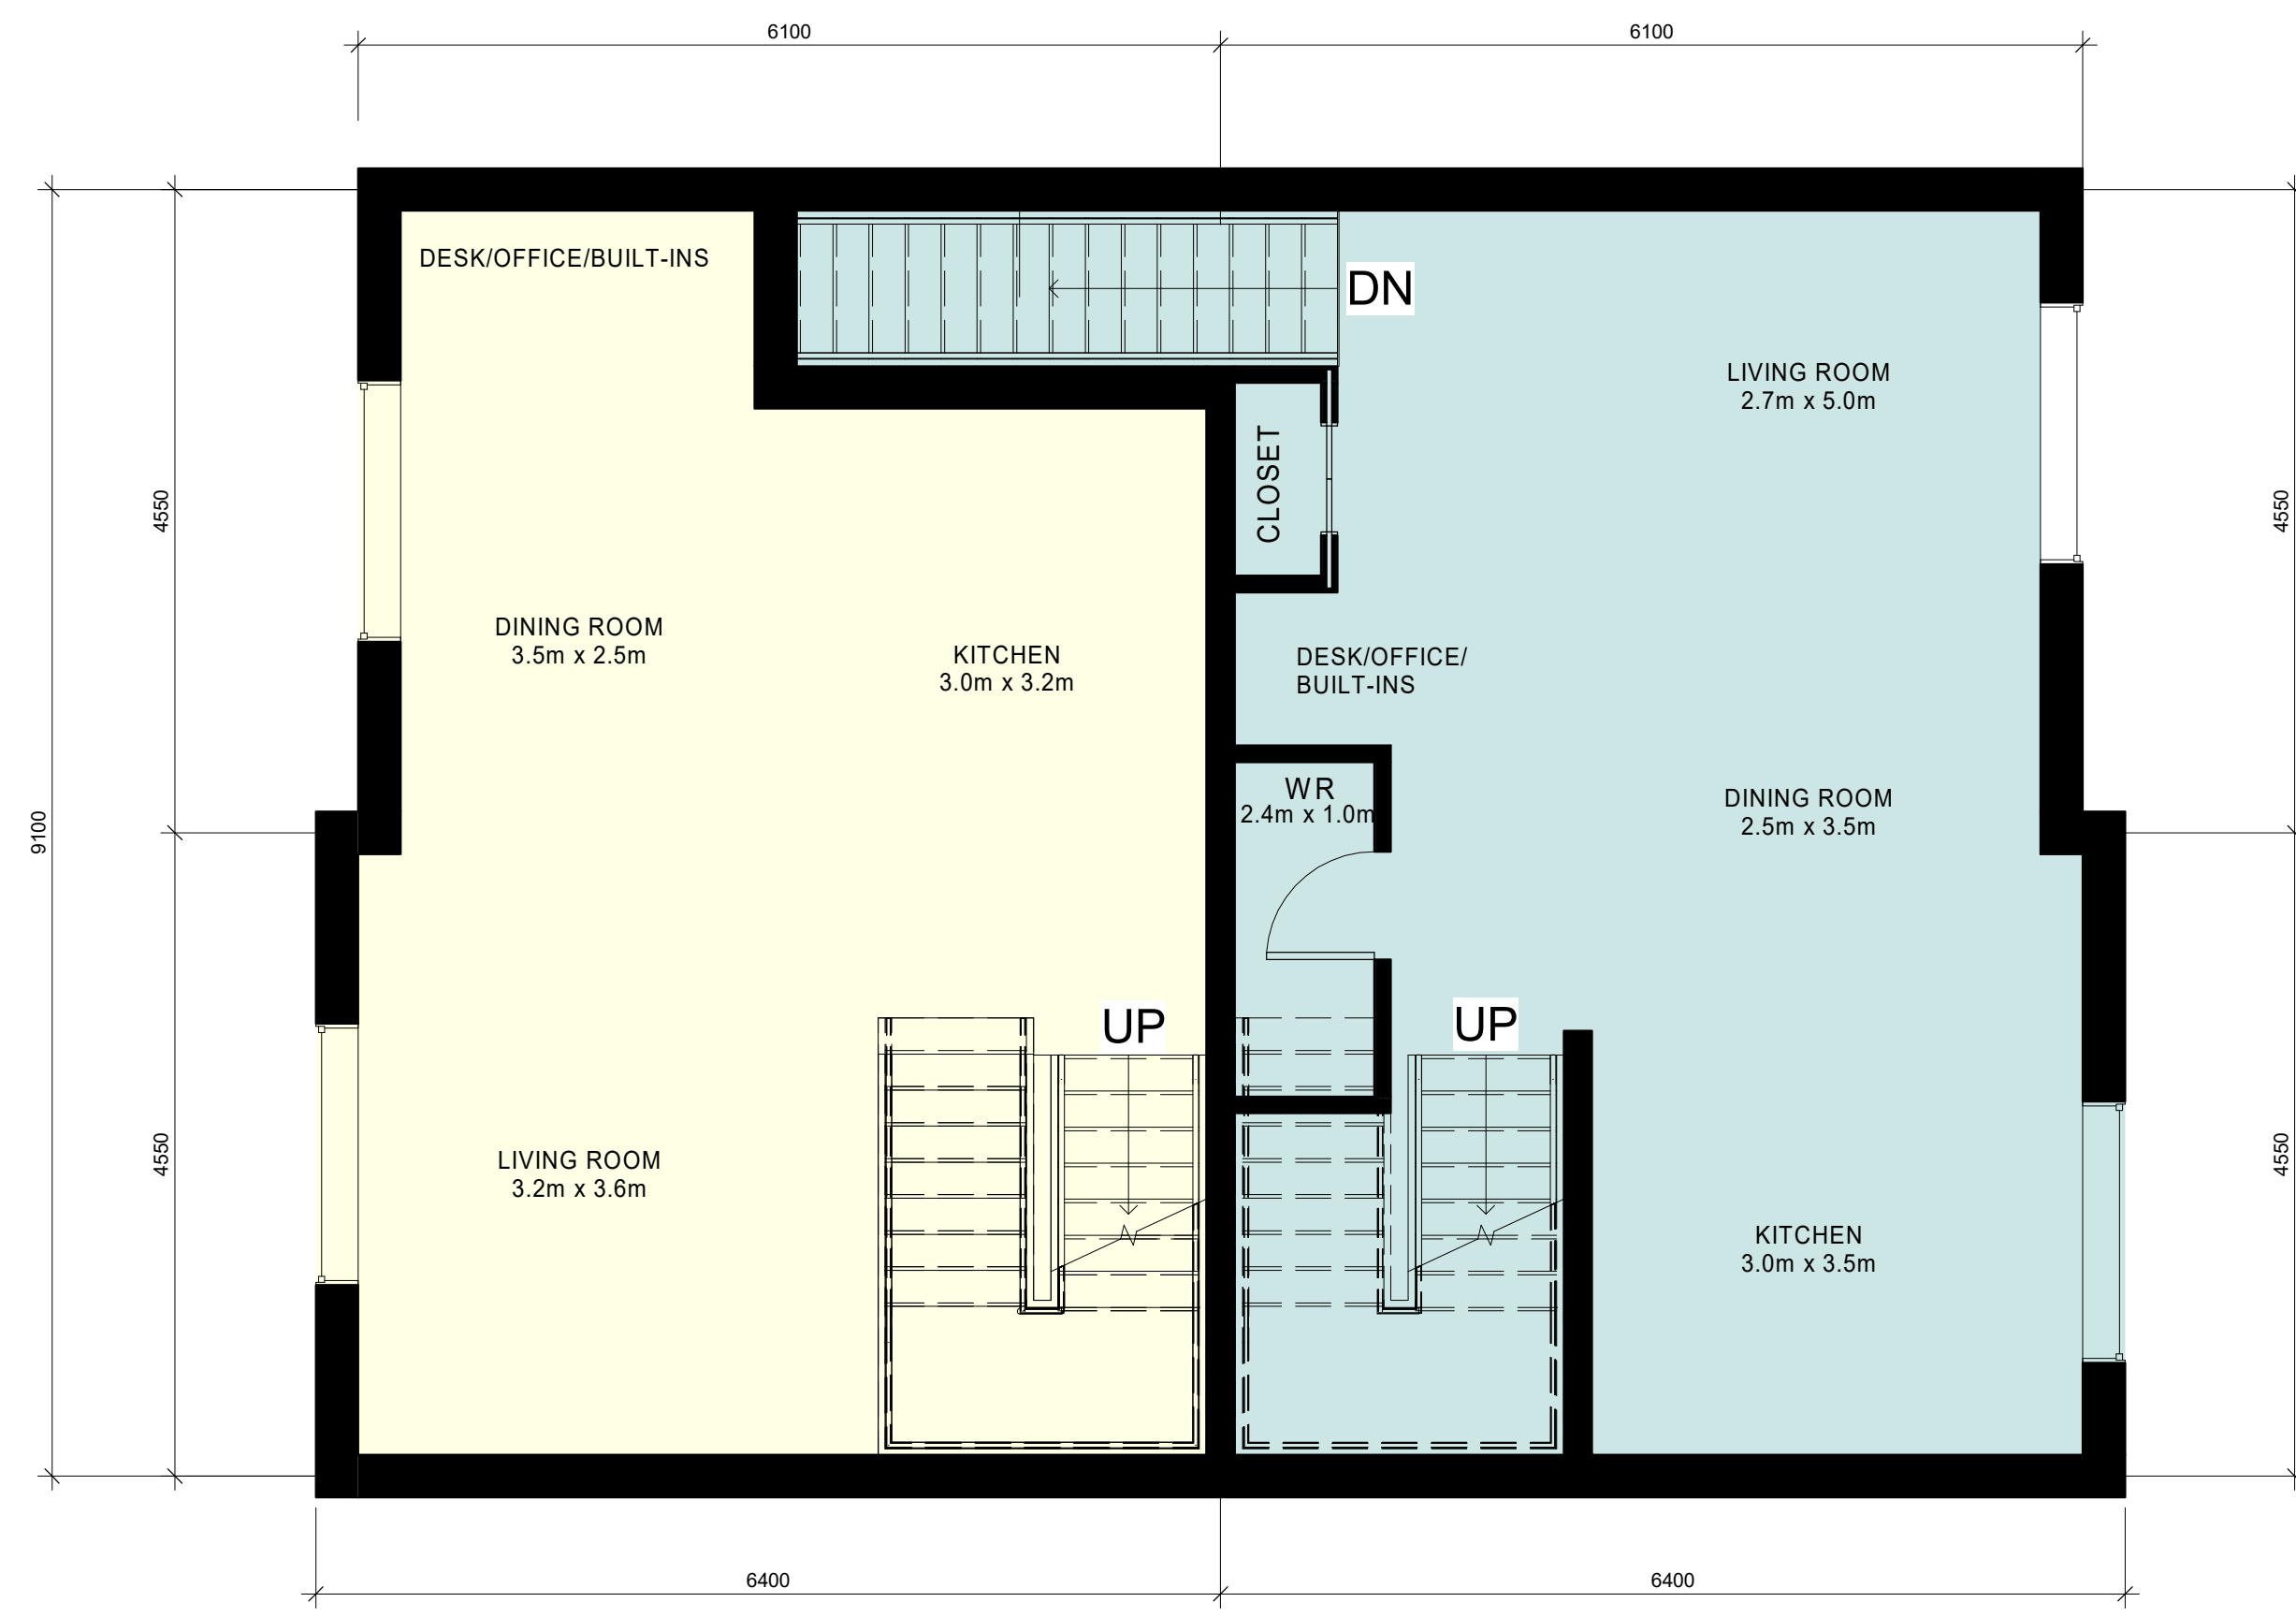 6100
6100
DESK/OFFICE/BUILT-INS
DN
LIVING ROOM
2.7m x 5.0m
CLOSET
4550
4550
DINING ROOM
3.5m x 2.5m
KITCHEN
3.0m x 3.2m
DESK/OFFICE/
BUILT-INS
WR
2.4m x 1.0m
DINING ROOM
2.5m x 3.5m
9100
UP
UP
LIVING ROOM
3.2m x 3.6m
4550
4550
KITCHEN
3.0m x 3.5m
6400
6400